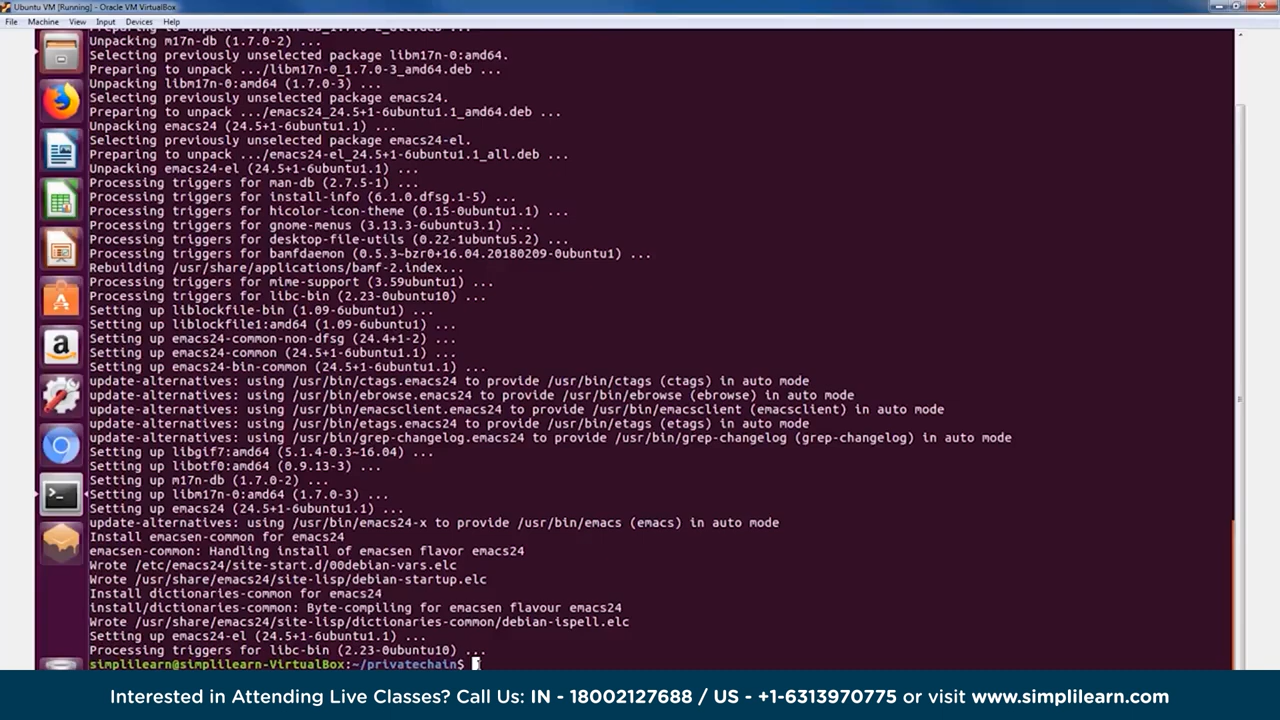 Ubuntu VM [Running] - Oracle VM VirtualBox
File Machine View Input Devices Help
Unpacking m17n-db (1.7.0-2) ...
Selecting previously unselected package libm17n-0:amd64.
Preparing to unpack .../libm17n-0_1.7.0-3_amd64.deb ...
Unpacking libm17n-0:amd64 (1.7.0-3) ...
Selecting previously unselected package emacs24.
Preparing to unpack .../emacs24_24.5+1-6ubuntu1.1_amd64.deb ...
Unpacking emacs24 (24.5+1-6ubuntu1.1) ...
Selecting previously unselected package emacs24-el.
Preparing to unpack .../emacs24-el_24.5+1-6ubuntu1.1_all.deb ...
Unpacking emacs24-el (24.5+1-6ubuntu1.1) ...
Processing triggers for man-db (2.7.5-1) ...
Processing triggers for install-info (6.1.0.dfsg.1-5) ...
Processing triggers for hicolor-icon-theme (0.15-0ubuntu1.1) ...
Processing triggers for gnome-menus (3.13.3-6ubuntu3.1) ...
Processing triggers for desktop-file-utils (0.22-1ubuntu5.2) ...
Processing triggers for bamfdaemon (0.5.3~bzr0+16.04.20180209-0ubuntu1) ...
Rebuilding /usr/share/applications/bamf-2.index...
Processing triggers for mime-support (3.59ubuntu1) ...
Processing triggers for libc-bin (2.23-0ubuntu10) ...
Setting up liblockfile-bin (1.09-6ubuntu1) ...
Setting up liblockfile1:amd64 (1.09-6ubuntu1) ...
Setting up emacs24-common-non-dfsg (24.4+1-2) ...
Setting up emacs24-common (24.5+1-6ubuntu1.1) ...
Setting up emacs24-bin-common (24.5+1-6ubuntu1.1) ...
update-alternatives: using /usr/bin/ctags.emacs24 to provide /usr/bin/ctags (ctags) in auto mode
update-alternatives: using /usr/bin/ebrowse.emacs24 to provide /usr/bin/ebrowse (ebrowse) in auto mode
update-alternatives: using /usr/bin/emacsclient.emacs24 to provide /usr/bin/emacsclient (emacsclient) in auto mode
update-alternatives: using /usr/bin/etags.emacs24 to provide /usr/bin/etags (etags) in auto mode
update-alternatives: using /usr/bin/grep-changelog.emacs24 to provide /usr/bin/grep-changelog (grep-changelog) in auto mode
Setting up libgif7:amd64 (5.1.4-0.3~16.04) ...
Setting up libotf0:amd64 (0.9.13-3) ...
Setting up m17n-db (1.7.0-2) ...
Setting up libm17n-0:amd64 (1.7.0-3) ...
Setting up emacs24 (24.5+1-6ubuntu1.1) ...
update-alternatives: using /usr/bin/emacs24-x to provide /usr/bin/emacs (emacs) in auto mode
Install emacsen-common for emacs24
emacsen-common: Handling install of emacsen flavor emacs24
Wrote /etc/emacs24/site-start.d/00debian-vars.elc
Wrote /usr/share/emacs24/site-lisp/debian-startup.elc
Install dictionaries-common for emacs24
install/dictionaries-common: Byte-compiling for emacsen flavour emacs24
Wrote /usr/share/emacs24/site-lisp/dictionaries-common/debian-ispell.elc
Setting up emacs24-el (24.5+1-6ubuntu1.1) ...
Processing triggers for libc-bin (2.23-0ubuntu10) ...
simplilearn@simplilearn-VirtualBox:~/privatechain$
Interested in Attending Live Classes? Call Us: IN - 18002127688 / US - +1-6313970775 or visit www.simplilearn.com